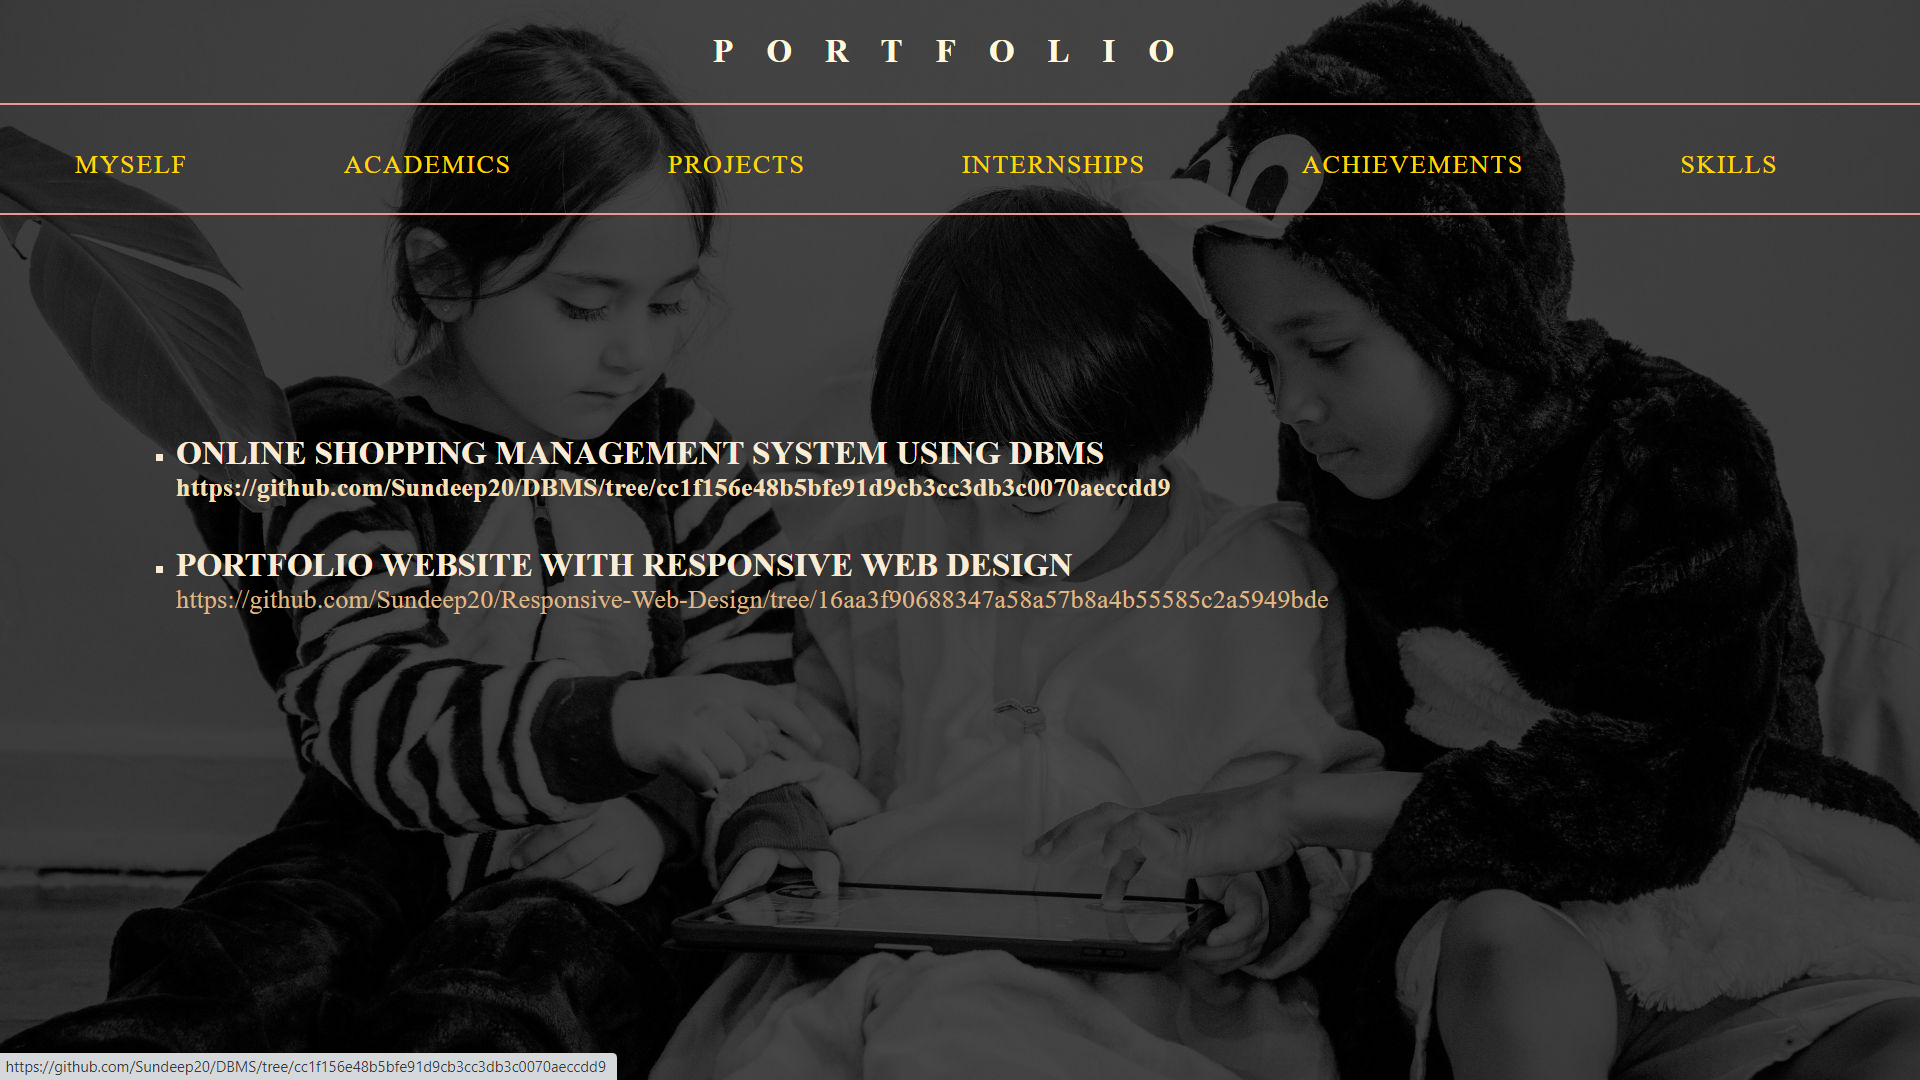 PORTFOLIO
MYSELF ACADEMICS PROJECTS INTERNSHIPS ACHIEVEMENTS SKILLS
ONLINE SHOPPING MANAGEMENT SYSTEM USING DBMS
https://github.com/Sundeep20/DBMS/tree/cc1f156e48b5bfe91d9cb3cc3db3c0070aeccdd9
PORTFOLIO WEBSITE WITH RESPONSIVE WEB DESIGN
https://github.com/Sundeep20/Responsive-Web-Design/tree/16aa3f90688347a58a57b8a4b55585c2a5949bde
https://github.com/Sundeep20/DBMS/tree/cc1f156e48b5bfe91d9cb3cc3db3c0070aeccdd9